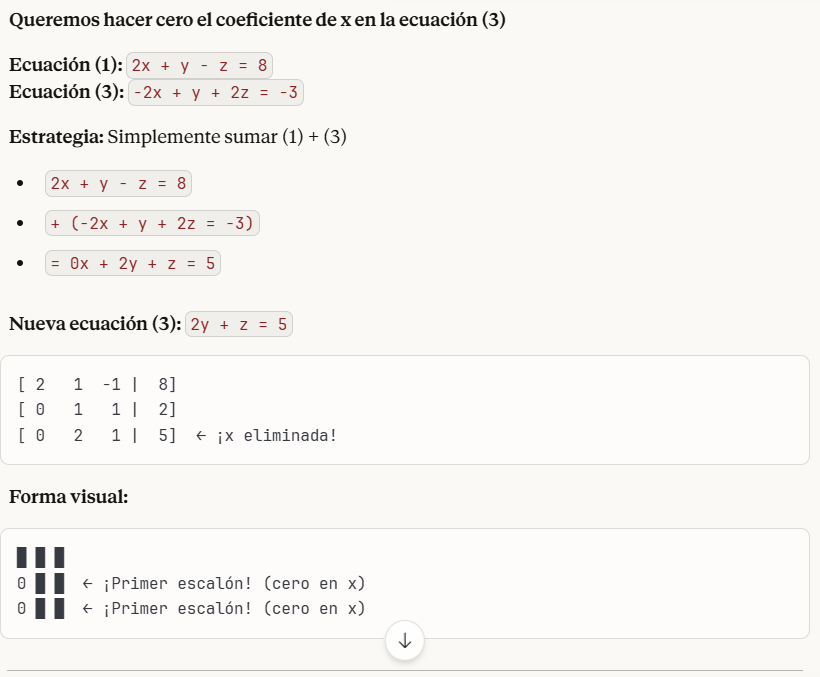 Queremos hacer cero el coeficiente de x en la ecuación (3)
Ecuación (1): 2x + y - z = 8
Ecuación (3): -2x + y + 2z = -3
Estrategia: Simplemente sumar (1) + (3)
• 2x + y - z = 8
• + (-2x + y + 2z = -3)
• = 0x + 2y + z = 5
Nueva ecuación (3): 2y + z = 5
[ 2   1  -1 |  8]
[ 0   1   1 |  2]
[ 0   2   1 |  5]  ← ¡x eliminada!
Forma visual:
█ █ █
0 █ █  ← ¡Primer escalón! (cero en x)
0 █ █  ← ¡Primer escalón! (cero en x)